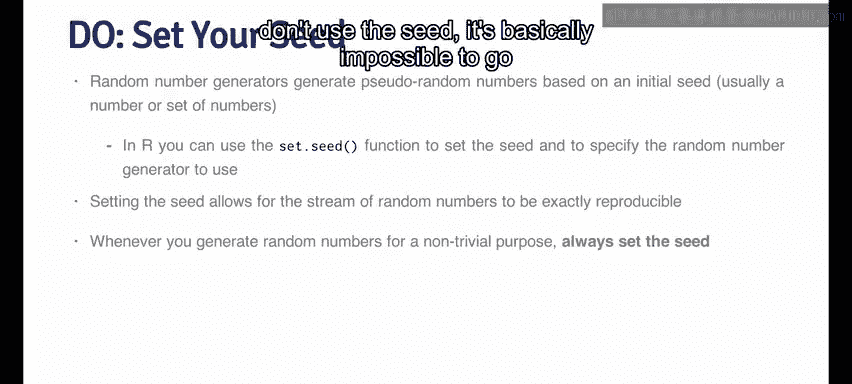 DO: Set Your Seed
don't use the seed, it's basically
impossible to go
· Random number generators generate pseudo-random numbers based on an initial seed (usually a
number or set of numbers)
- In R you can use the set.seed() function to set the seed and to specify the random number
generator to use
· Setting the seed allows for the stream of random numbers to be exactly reproducible
· Whenever you generate random numbers for a non-trivial purpose, always set the seed